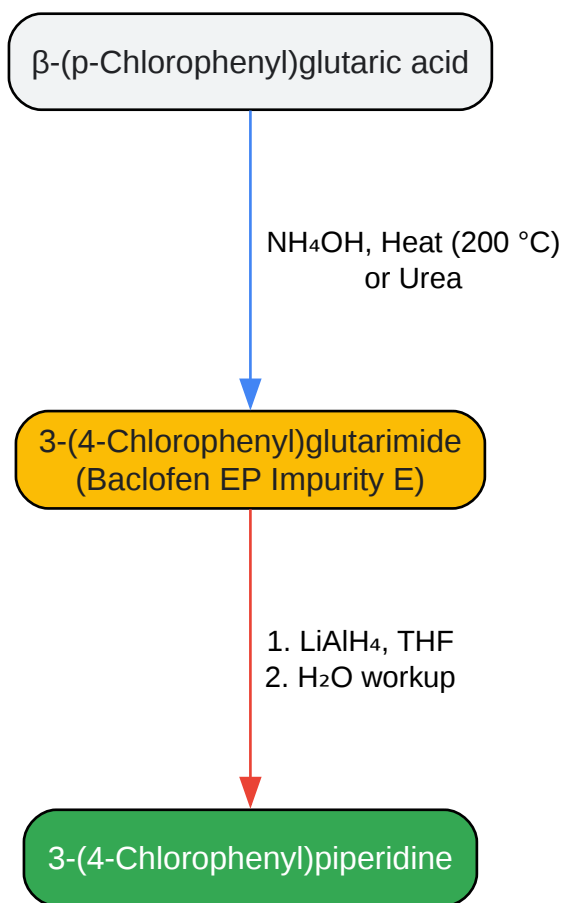 β-(p-Chlorophenyl)glutaric acid
NH₄OH, Heat (200 °C)
or Urea
3-(4-Chlorophenyl)glutarimide
(Baclofen EP Impurity E)
1. LiAlH₄, THF
2. H₂O workup
3-(4-Chlorophenyl)piperidine